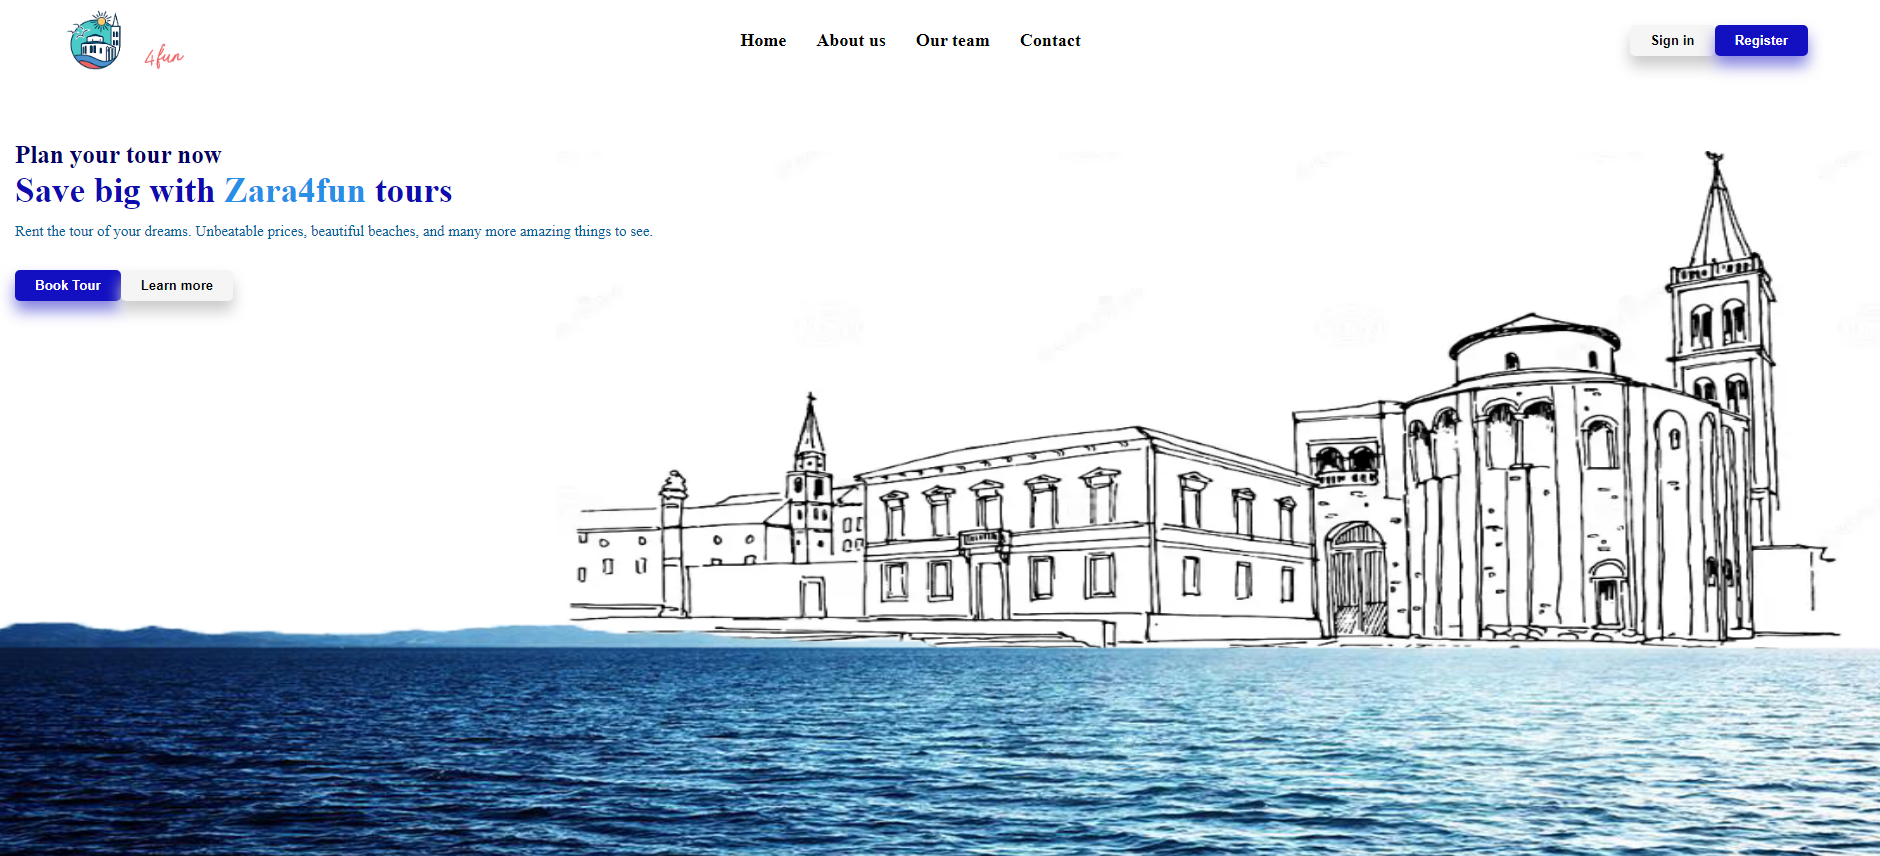 4fun
Home
About us
Our team
Contact
Sign in
Register
Plan your tour now
Save big with Zara4fun tours
Rent the tour of your dreams. Unbeatable prices, beautiful beaches, and many more amazing things to see.
Book Tour
Learn more